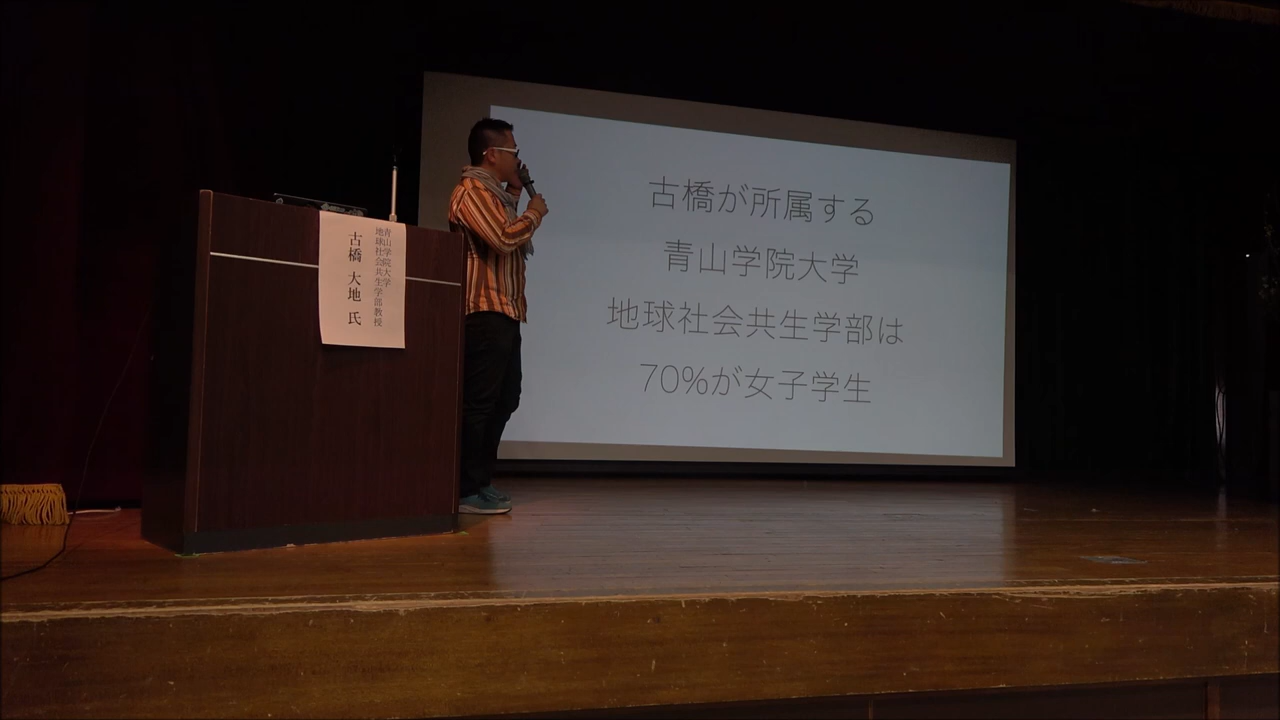 青山学院大学
地球社会共生学部教授
古橋 大地 氏
古橋が所属する
青山学院大学
地球社会共生学部は
70%が女子学生